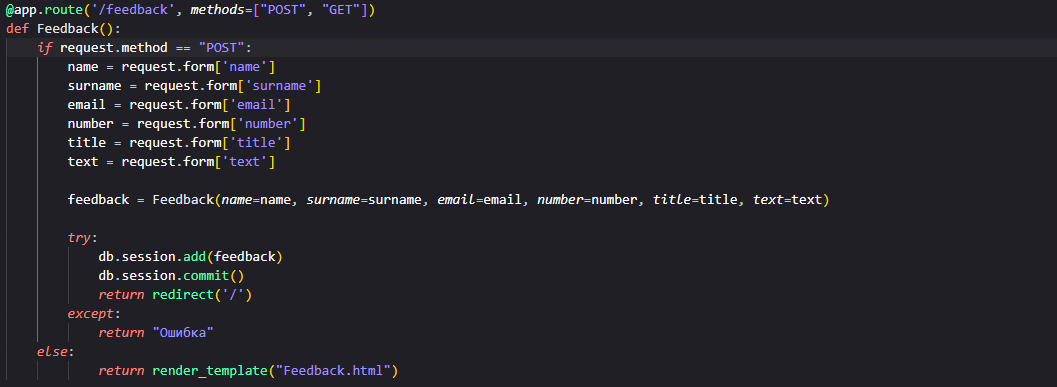 @app.route('/feedback', methods=["POST", "GET"])
def Feedback():
    if request.method == "POST":
        name = request.form['name']
        surname = request.form['surname']
        email = request.form['email']
        number = request.form['number']
        title = request.form['title']
        text = request.form['text']

        feedback = Feedback(name=name, surname=surname, email=email, number=number, title=title, text=text)

        try:
            db.session.add(feedback)
            db.session.commit()
            return redirect('/')
        except:
            return "Ошибка"
    else:
            return render_template("Feedback.html")